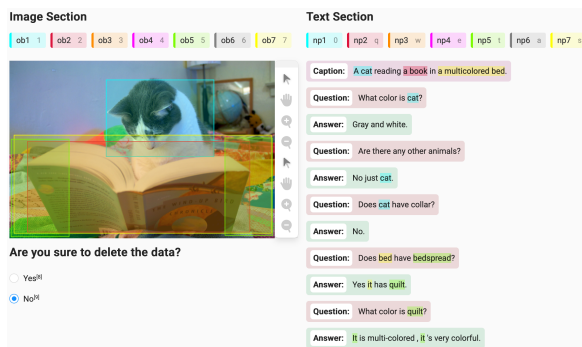 Image Section
ob1 1 ob2 2 ob3 3 ob4 4 ob5 5 ob6 6 ob7 7
Are you sure to delete the data?
Yes[8]
No[9]
Text Section
np1 0 np2 q np3 w np4 e np5 t np6 a np7 s
Caption: A cat reading a book in a multicolored bed.
Question: What color is cat?
Answer: Gray and white.
Question: Are there any other animals?
Answer: No just cat.
Question: Does cat have collar?
Answer: No.
Question: Does bed have bedspread?
Answer: Yes it has quilt.
Question: What color is quilt?
Answer: It is multi-colored , it 's very colorful.